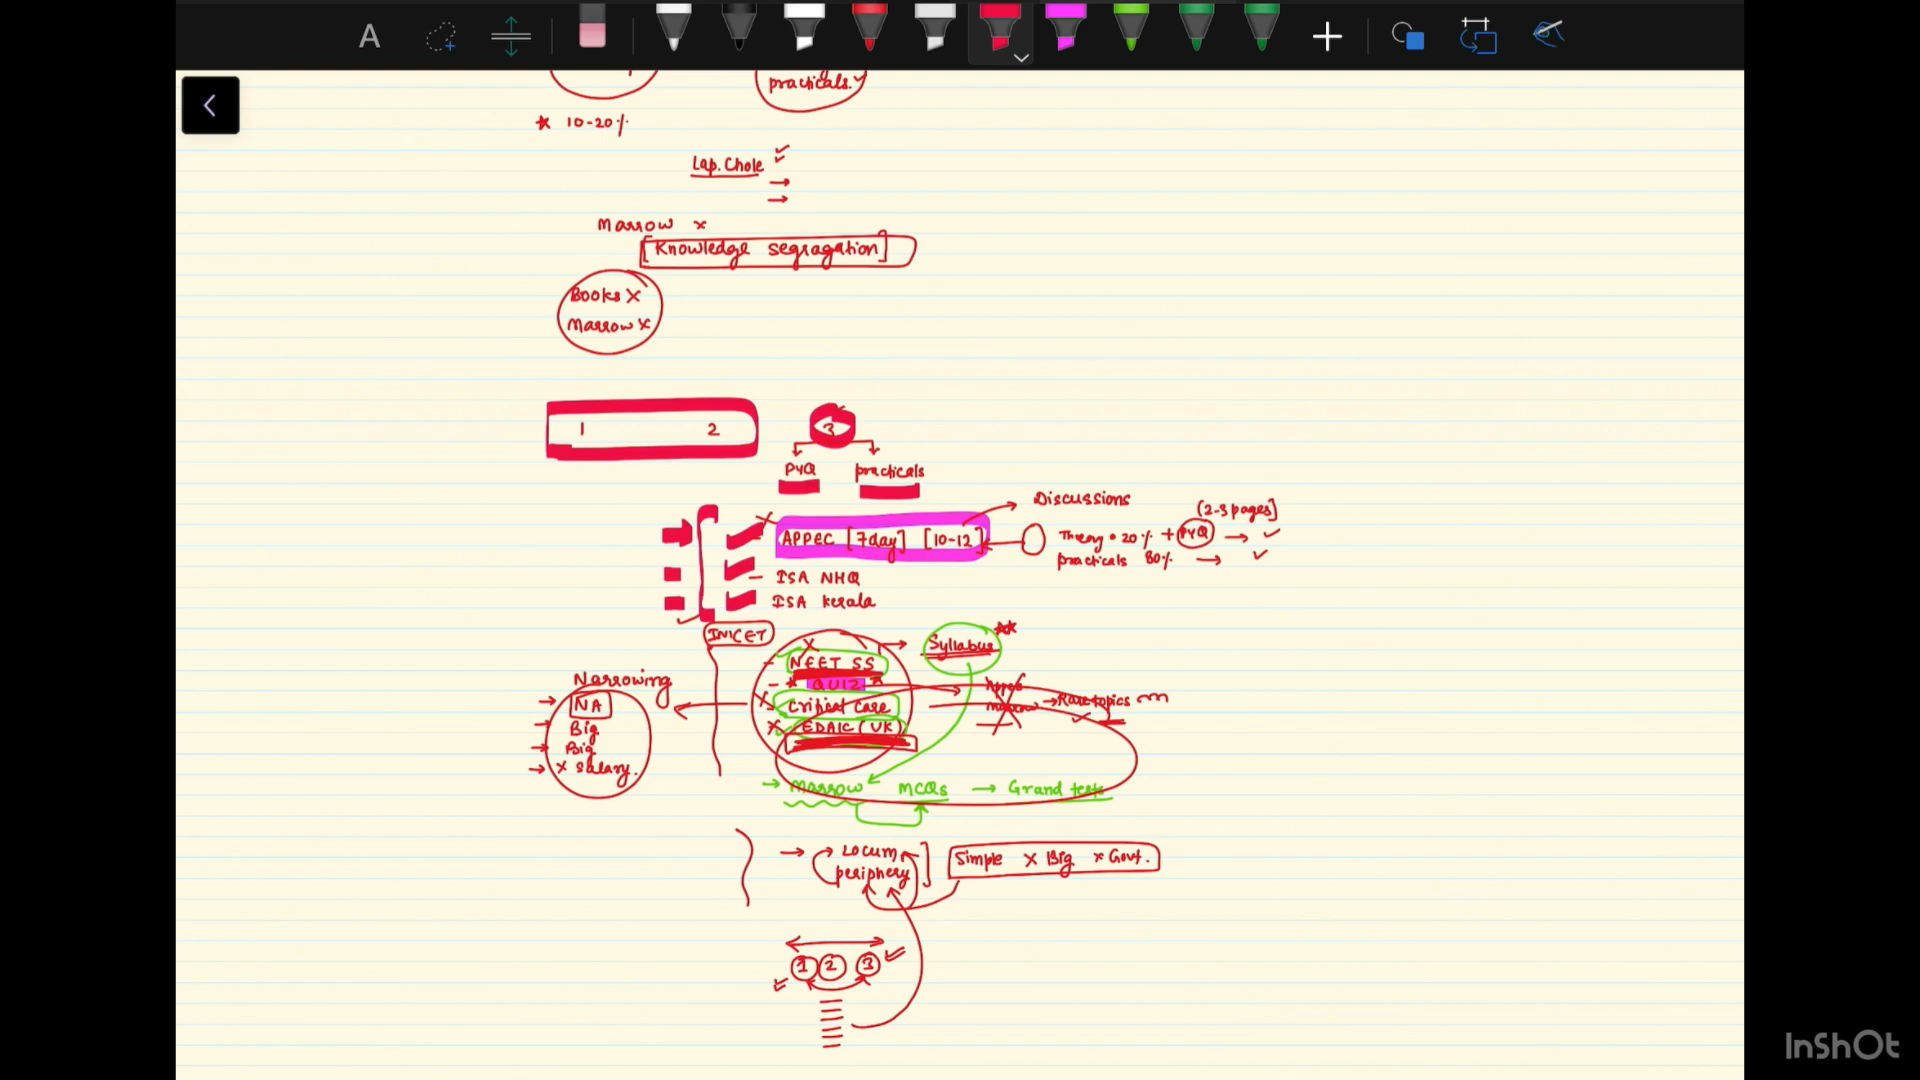 A
practicals.
* 10-20%
Lap. Chole
Marrow x
[Knowledge segragation]
Books X
Marrow X
1 2 3
PYQ practicals
Discussions
(2-3 pages]
APPEC [7day] [10-12]
Theory • 20% + PYQ →
practicals 80% →
- ISA NHQ
ISA Kerala
INICET
Syllabus
- NEET SS
- * QUIZ *
Critical Care
EDAIC (UK)
→ Rare topics
Narrowing
NA
Big
Big
x Salary.
→ Marrow MCQs → Grand tests
→ Locum
periphery]
Simple X Big x Govt.
1 2 3
InShOt